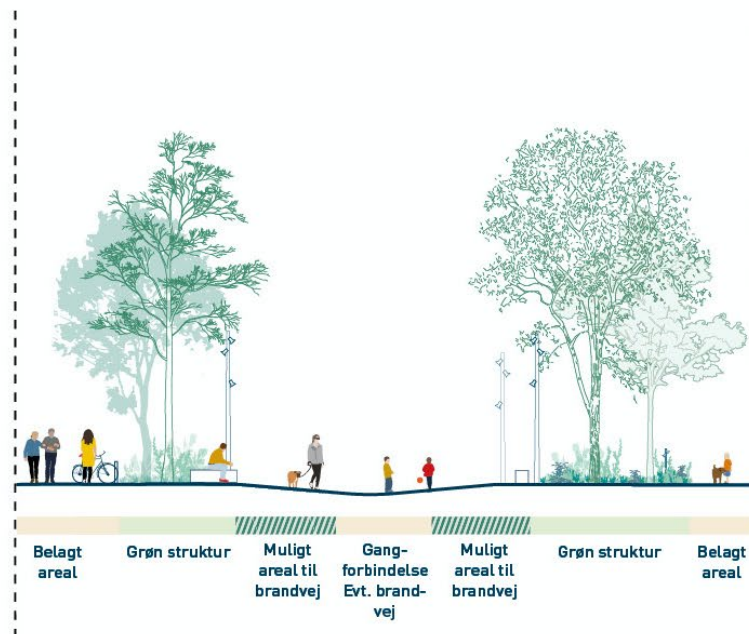 Belagt
areal
Grøn struktur
Muligt
areal til
brandvej
Gang-
forbindelse
Evt. brand-
vej
Muligt
areal til
brandvej
Grøn struktur
Belagt
areal